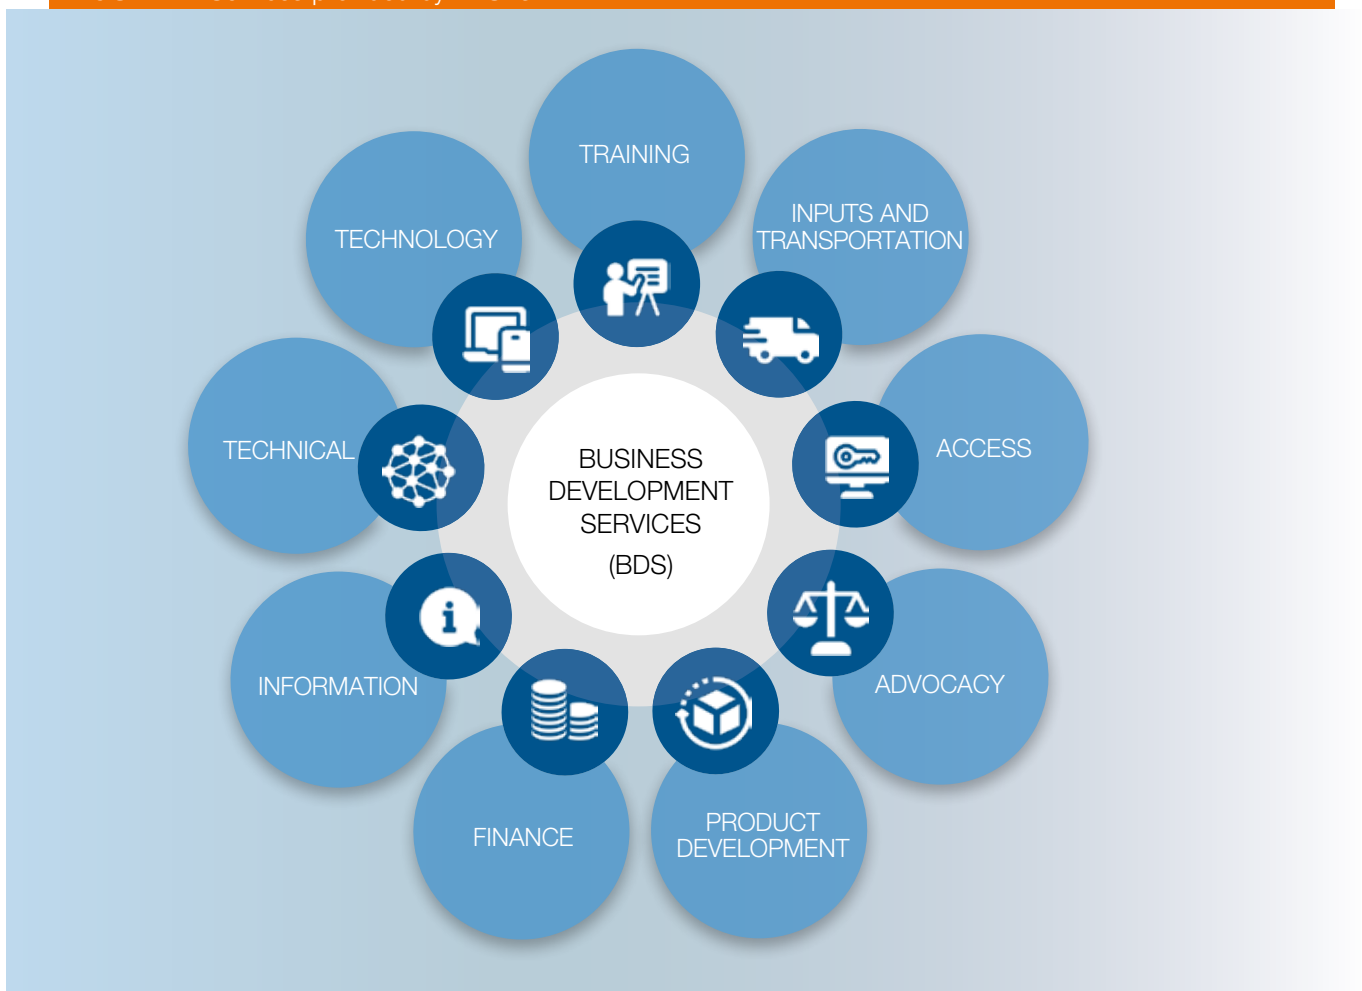 TRAINING
INPUTS AND
TRANSPORTATION
ACCESS
ADVOCACY
PRODUCT
DEVELOPMENT
FINANCE
INFORMATION
TECHNICAL
TECHNOLOGY
BUSINESS
DEVELOPMENT
SERVICES
(BDS)